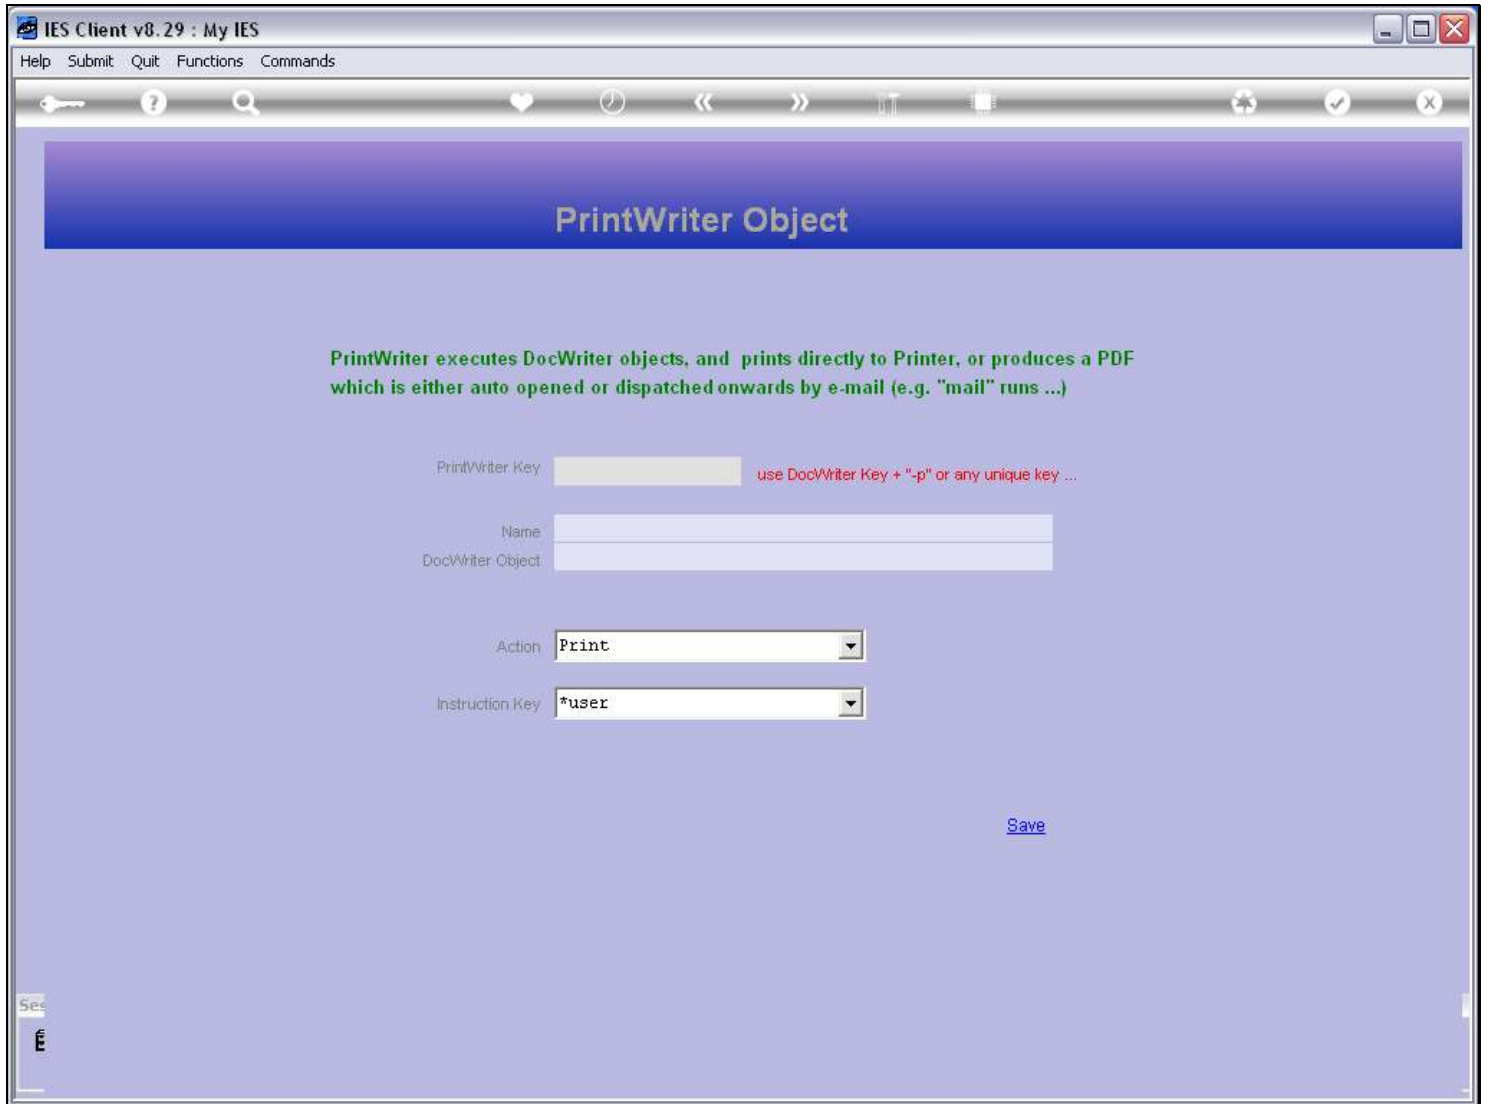 IES Client v8.29 : My IES
Help Submit Quit Functions Commands
PrintWriter Object
PrintWriter executes DocWriter objects, and prints directly to Printer, or produces a PDF
which is either auto opened or dispatched onwards by e-mail (e.g. "mail" runs ...)
PrintWriter Key
use DocWriter Key + "-p" or any unique key ...
Name
DocWriter Object
Action Print
Instruction Key *user
Save
Ses